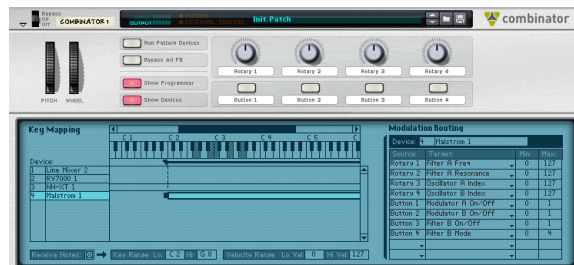 Bypass
On
Off
COMBINATOR 1
OUTPUT
EXTERNAL ROUTING
Init Patch
combinator
Run Pattern Devices
Bypass All FX
Show Programmer
Show Devices
PITCH WHEEL
Rotary 1 Rotary 2 Rotary 3 Rotary 4
Button 1 Button 2 Button 3 Button 4
Key Mapping
C 1 C 2 C 3 C 4 C 5 C
Device:
1 Line Mixer 2
2 RV7000 1
3 NN-XT 1
4 Malstrom 1
Receive Notes: Key Range Lo: C 2 Hi: G 8 Velocity Range Lo Vel: 0 Hi Vel: 127
Modulation Routing
Device: 4 Malstrom 1
Source: Target: Min: Max:
Rotary 1 Filter A Freq 0 127
Rotary 2 Filter A Resonance 0 127
Rotary 3 Oscillator A Index 0 127
Rotary 4 Oscillator B Index 0 127
Button 1 Modulator A On/Off 0 1
Button 2 Modulator B On/Off 0 1
Button 3 Filter B On/Off 0 1
Button 4 Filter B Mode 0 4